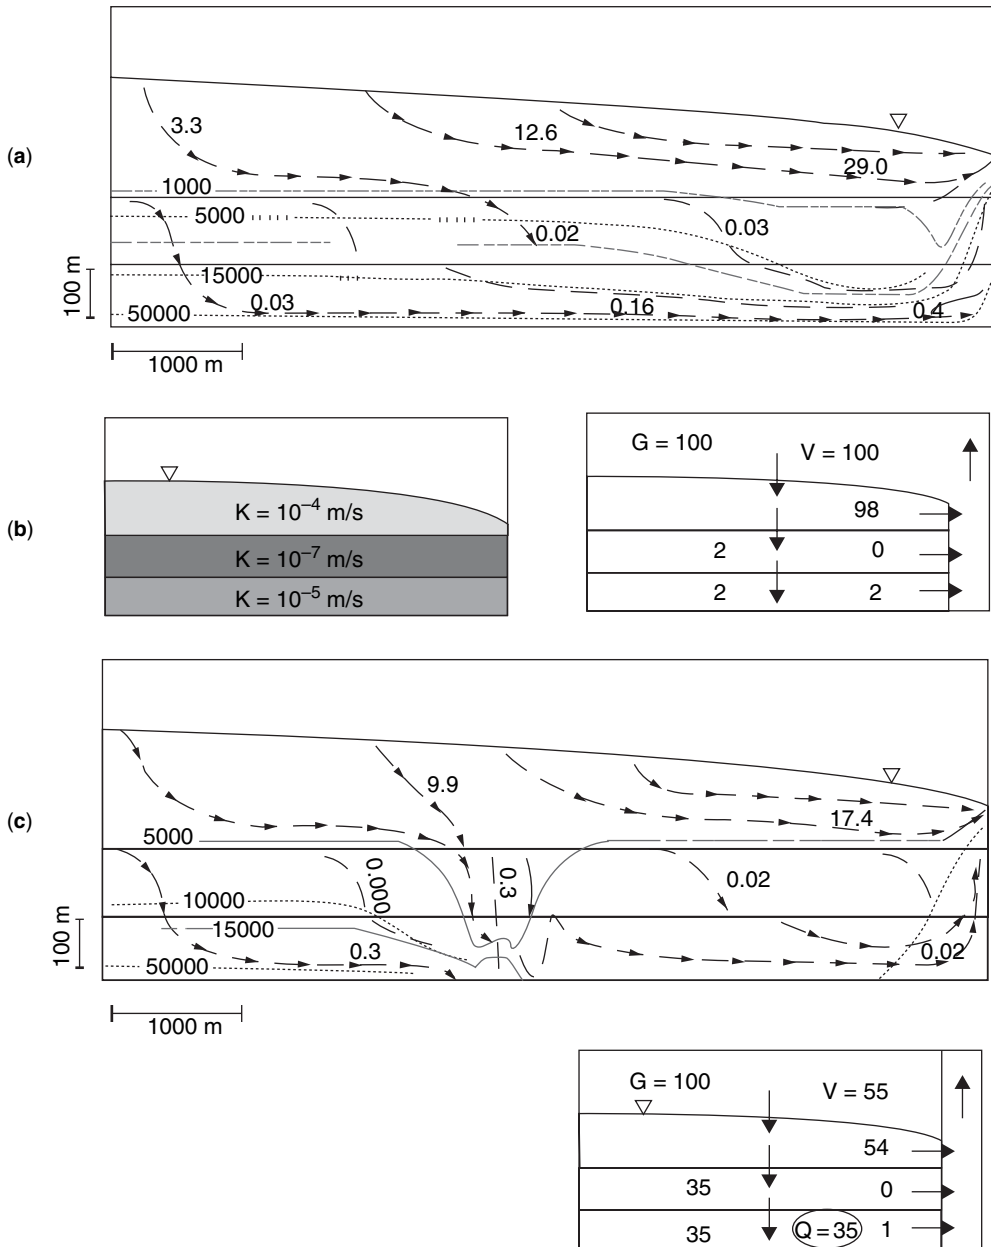 (a)
3.3
12.6
29.0
1000
5000
0.02
0.03
15000
0.03
0.16
0.4
50000
100 m
1000 m
(b)
K = 10⁻⁴ m/s
K = 10⁻⁷ m/s
K = 10⁻⁵ m/s
G = 100
V = 100
98
2
0
2
2
(c)
9.9
17.4
5000
0.000
0.3
0.02
10000
15000
0.3
0.02
50000
100 m
1000 m
G = 100
V = 55
54
35
0
35
Q = 35
1